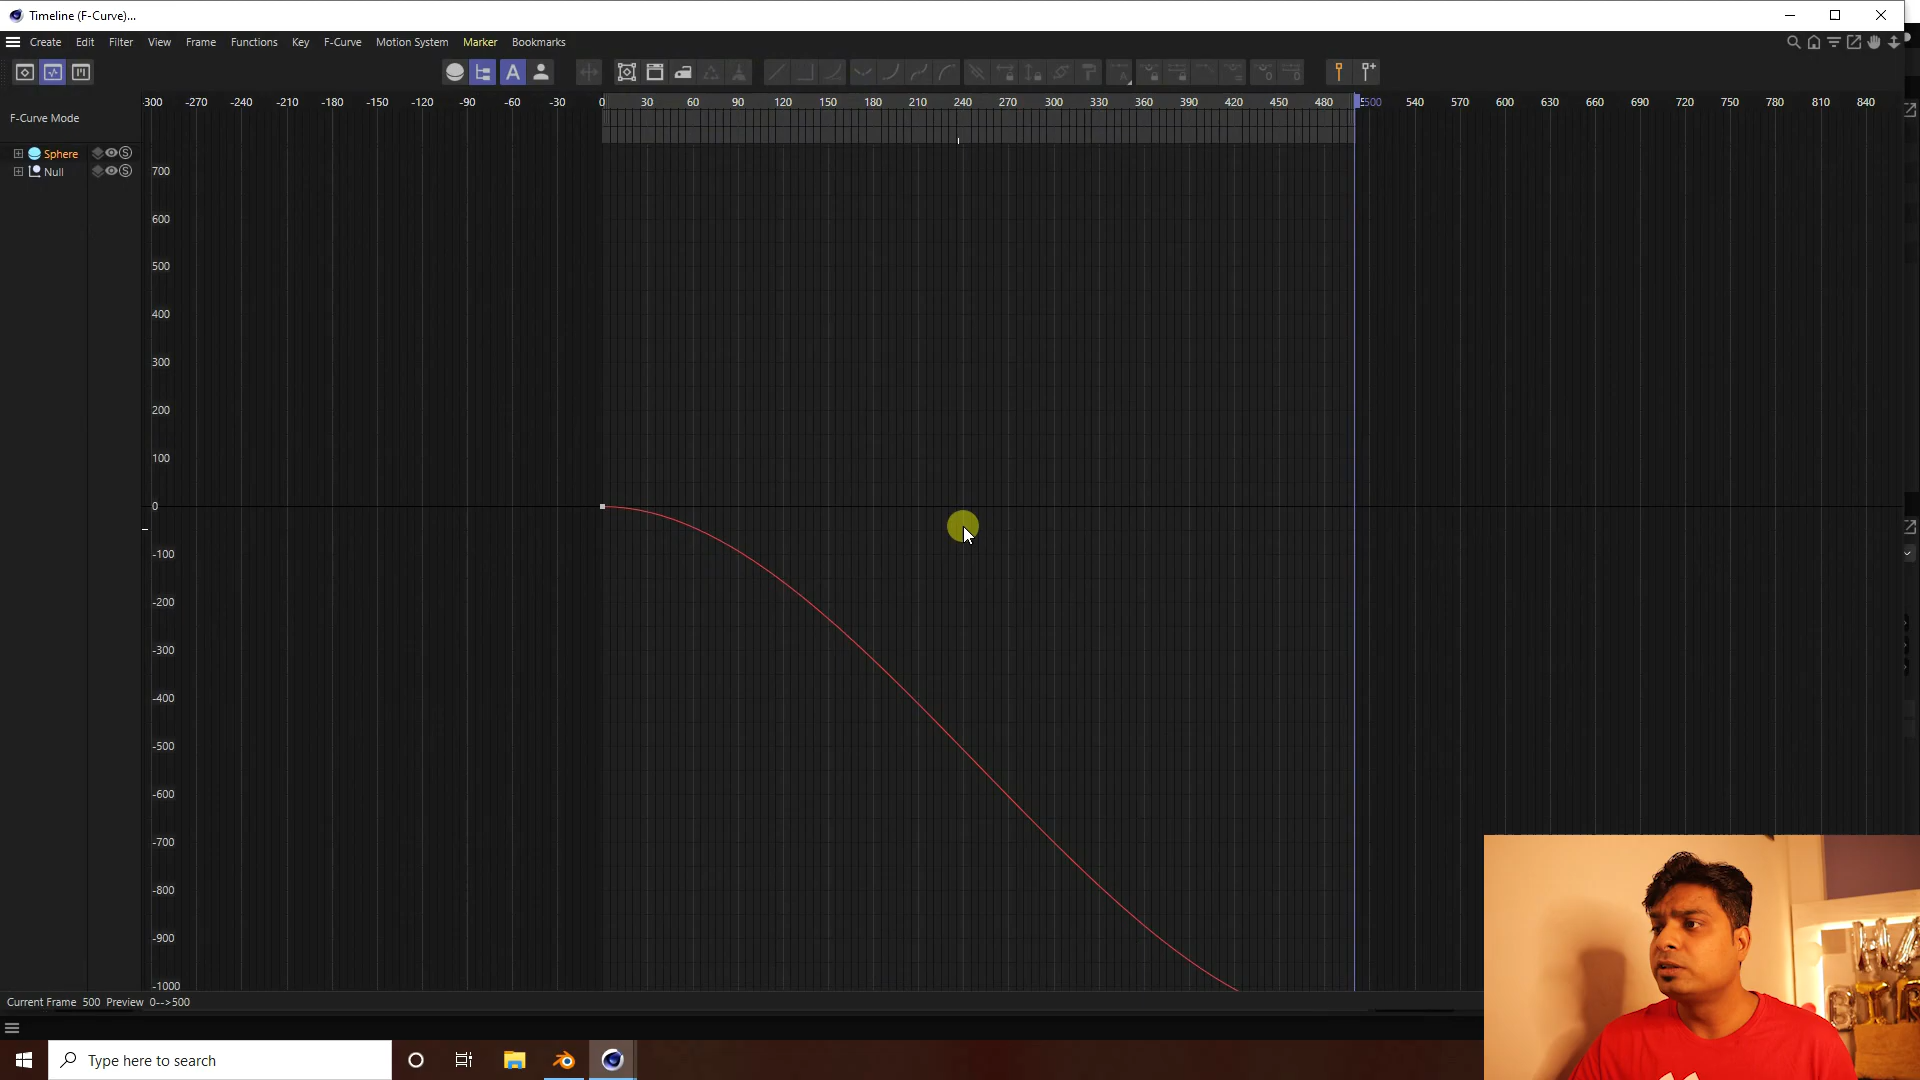 Timeline (F-Curve)...
Create Edit Filter View Frame Functions Key F-Curve Motion System Marker Bookmarks
-300 -270 -240 -210 -180 -150 -120 -90 -60 -30 0 30 60 90 120 150 180 210 240 270 300 330 360 390 420 450 480 500 540 570 600 630 660 690 720 750 780 810 840
F-Curve Mode
Sphere
Null
700
600
500
400
300
200
100
0
-100
-200
-300
-400
-500
-600
-700
-800
-900
-1000
Current Frame 500 Preview 0-->500
Type here to search